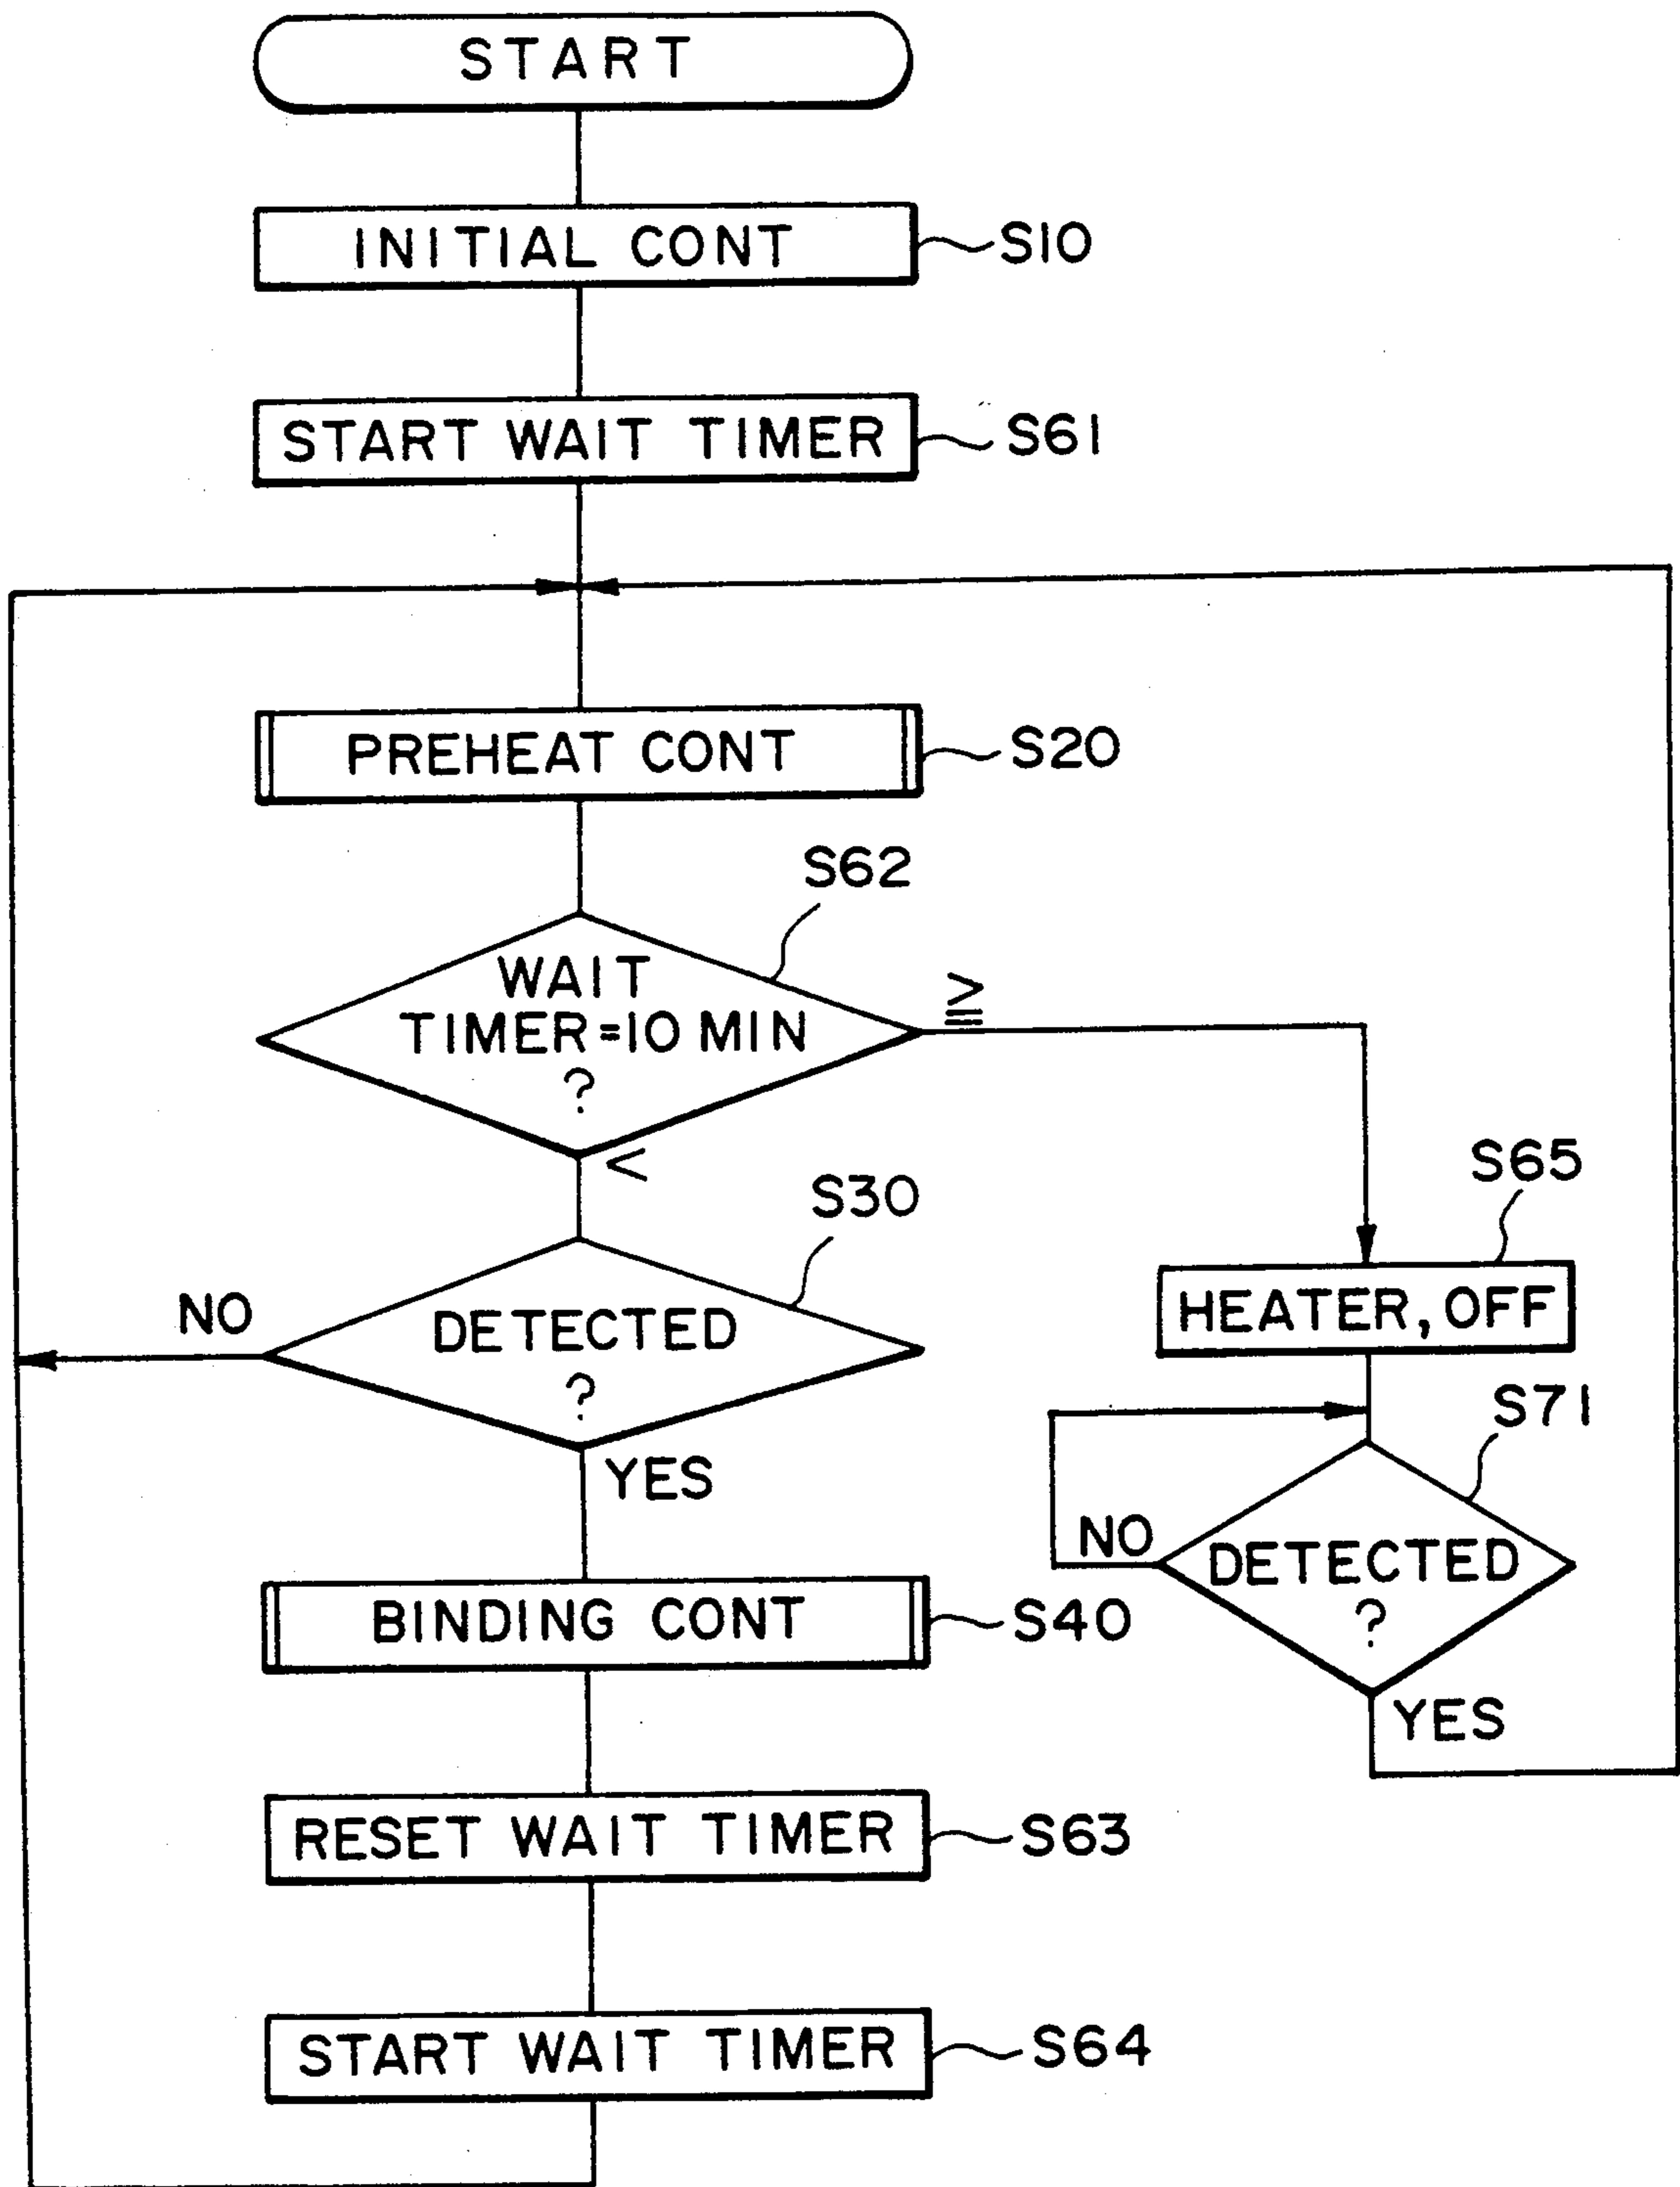 START
INITIAL CONT
S10
START WAIT TIMER
S61
PREHEAT CONT
S20
S62
WAIT
TIMER=10 MIN
?
≧
<
S30
S65
NO
DETECTED
?
HEATER, OFF
YES
S71
NO
DETECTED
?
YES
BINDING CONT
S40
RESET WAIT TIMER
S63
START WAIT TIMER
S64